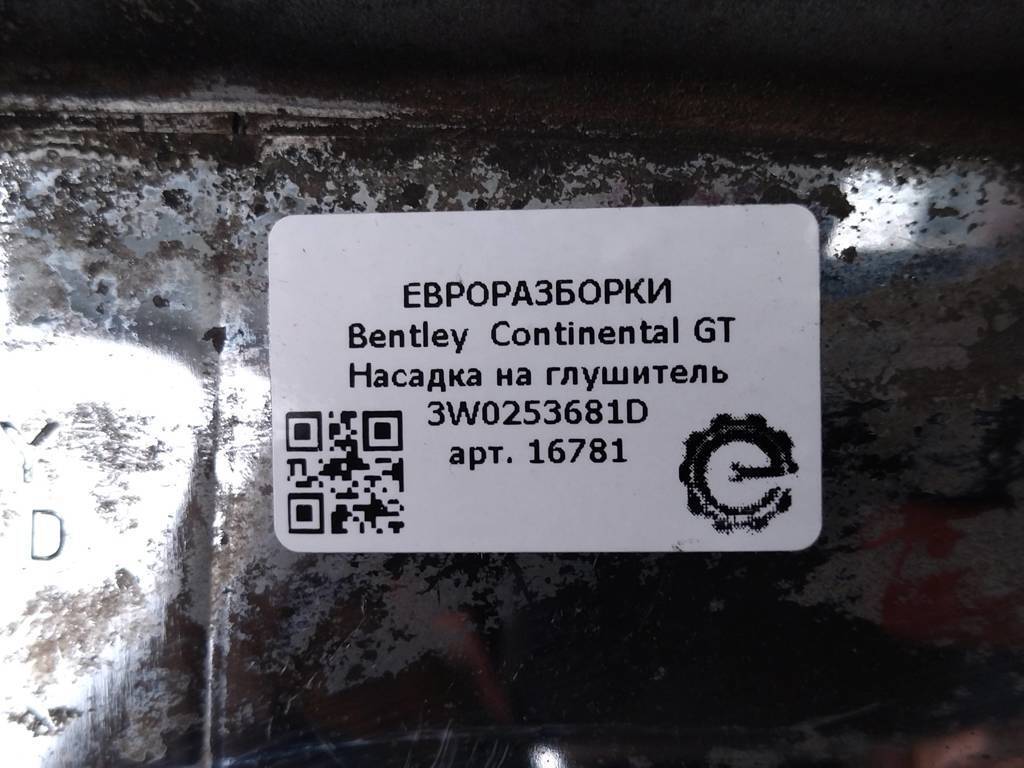 ЕВРОРАЗБОРКИ
Bentley Continental GT
Насадка на глушитель
3W0253681D
арт. 16781
Y
D